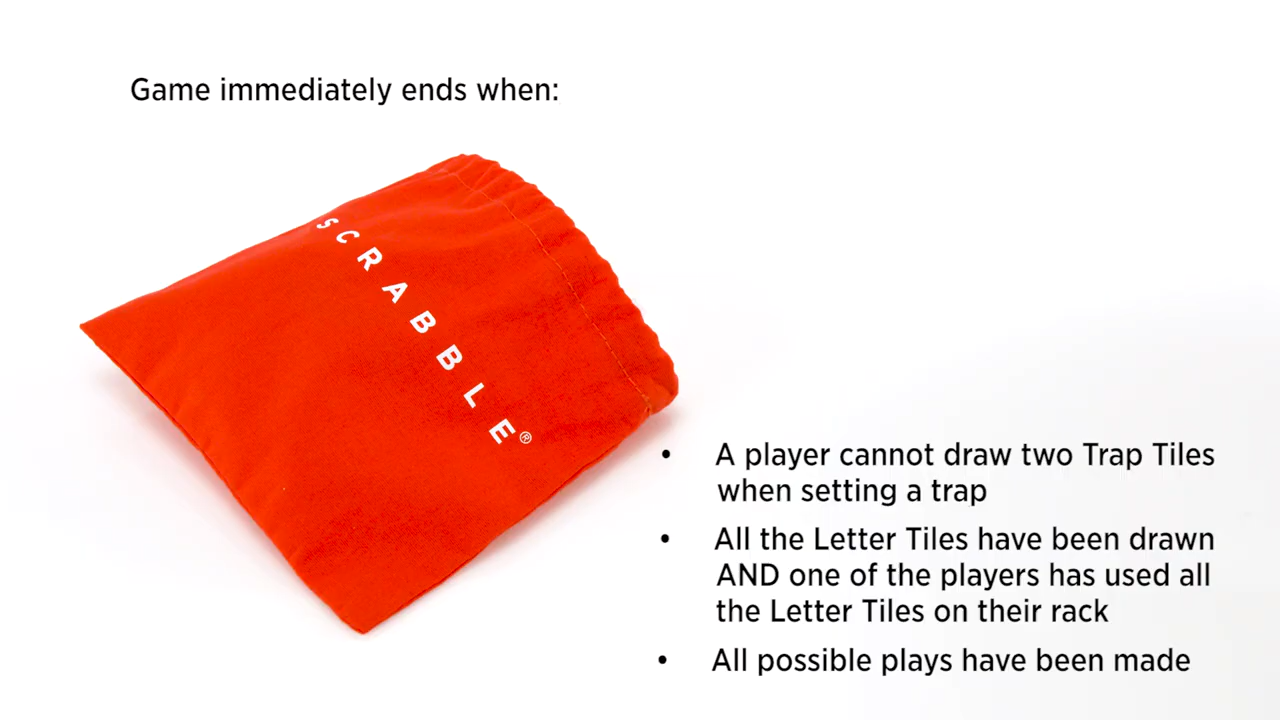 Game immediately ends when:
SCRABBLE®
• A player cannot draw two Trap Tiles
when setting a trap
• All the Letter Tiles have been drawn
AND one of the players has used all
the Letter Tiles on their rack
• All possible plays have been made